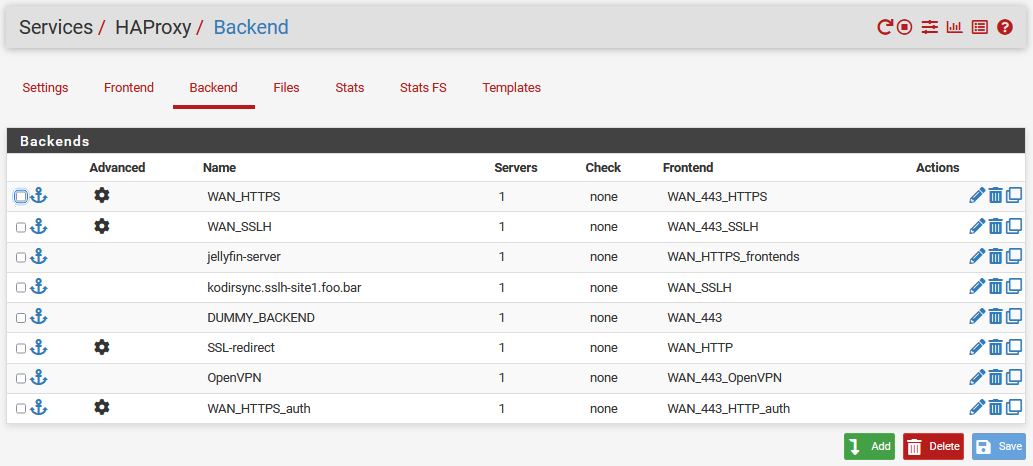 Services / HAProxy / Backend
Settings Frontend Backend Files Stats Stats FS Templates
Backends
Advanced Name Servers Check Frontend Actions
WAN_HTTPS 1 none WAN_443_HTTPS
WAN_SSLH 1 none WAN_443_SSLH
jellyfin-server 1 none WAN_HTTPS_frontends
kodirsync.sslh-site1.foo.bar 1 none WAN_SSLH
DUMMY_BACKEND 1 none WAN_443
SSL-redirect 1 none WAN_HTTP
OpenVPN 1 none WAN_443_OpenVPN
WAN_HTTPS_auth 1 none WAN_443_HTTP_auth
Add Delete Save